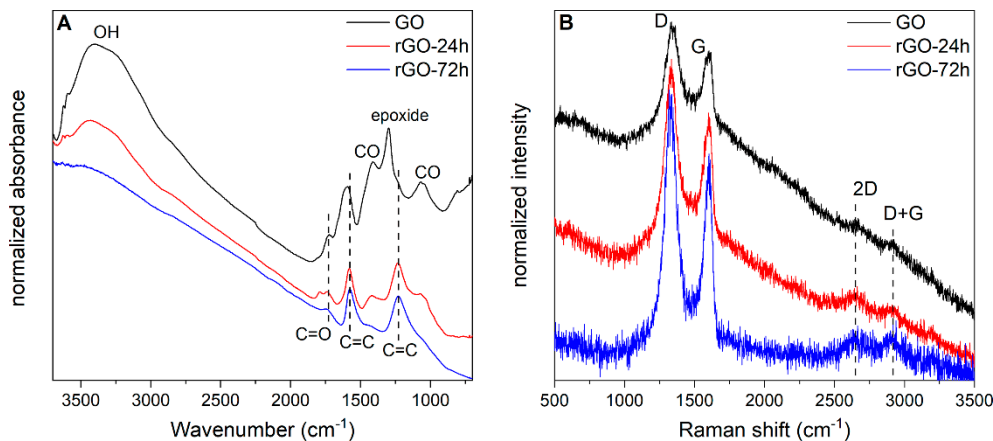 A
GO
rGO-24h
rGO-72h
OH
epoxide
CO
CO
C=O
C=C
C=C
normalized absorbance
3500 3000 2500 2000 1500 1000
Wavenumber (cm⁻¹)
B
GO
rGO-24h
rGO-72h
D
G
2D
D+G
normalized intensity
500 1000 1500 2000 2500 3000 3500
Raman shift (cm⁻¹)